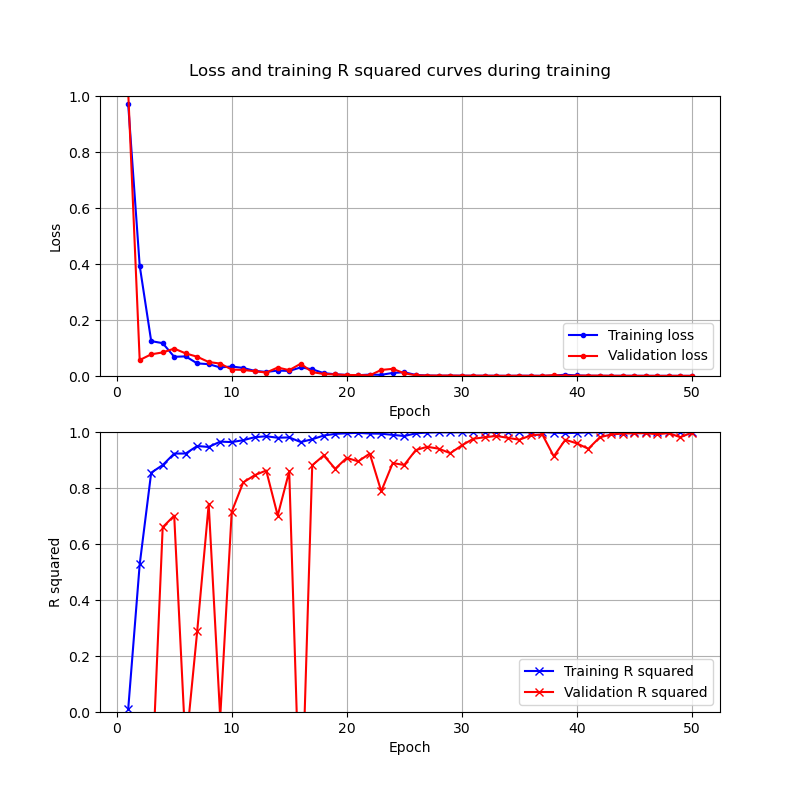 Loss and training R squared curves during training
1.0
0.8
0.6
0.4
0.2
0.0
Loss
Training loss
Validation loss
0 10 20 30 40 50
Epoch
1.0
0.8
0.6
0.4
0.2
0.0
R squared
Training R squared
Validation R squared
0 10 20 30 40 50
Epoch